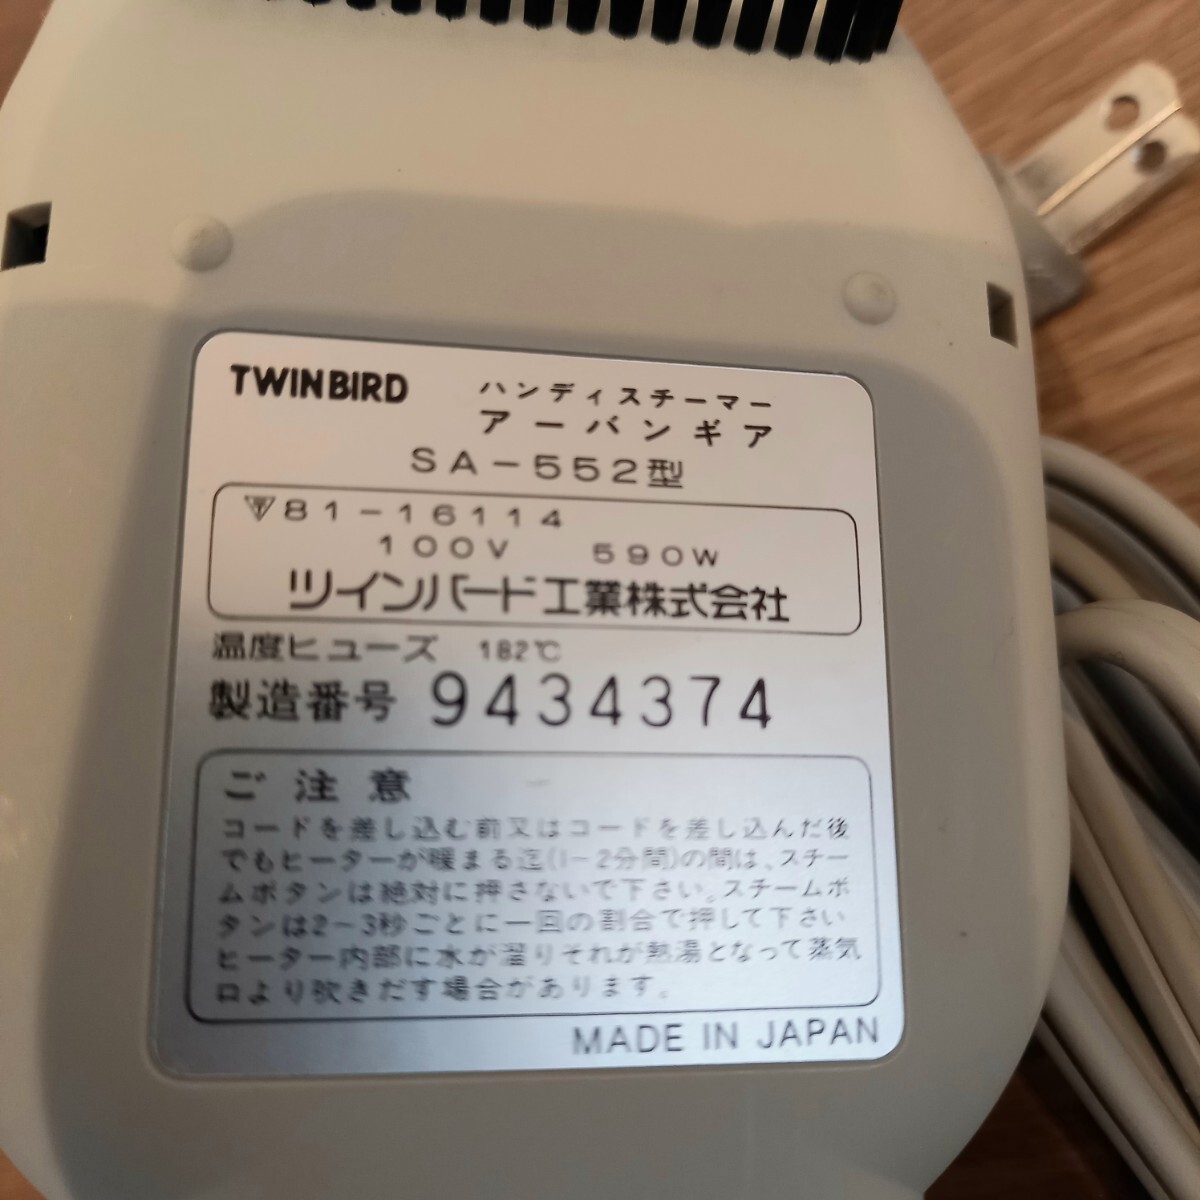 TWINBIRD ハンディスチーマー
アーバンギア
SA-552型
81-16114
100V 590W
ツインバード工業株式会社
温度ヒューズ 182℃
製造番号 9434374
ご注意
コードを差し込む前又はコードを差し込んだ後
でもヒーターが暖まる迄(1~2分間)の間は、スチー
ムボタンは絶対に押さないで下さい。スチームボ
タンは2~3秒ごとに一回の割合で押して下さい
ヒーター内部に水が溜りそれが熱湯となって蒸気
口より吹きだす場合があります。
MADE IN JAPAN